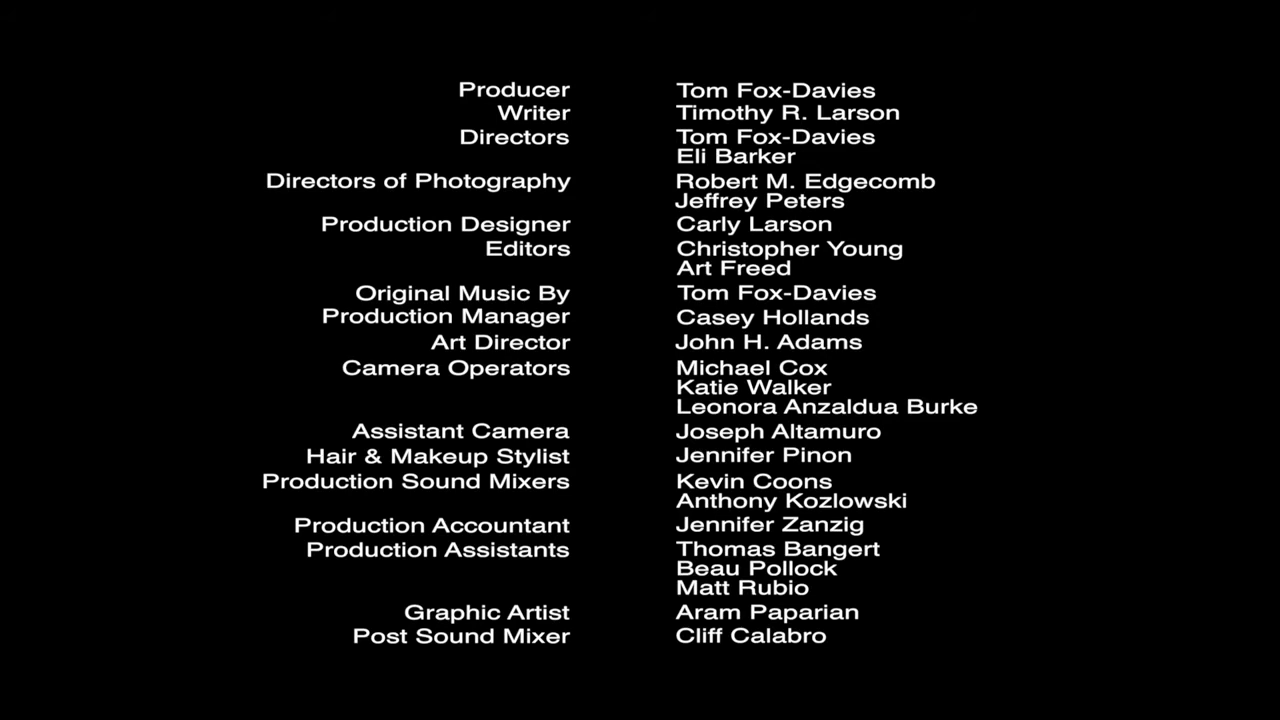 Producer Tom Fox-Davies
Writer Timothy R. Larson
Directors Tom Fox-Davies
Eli Barker
Directors of Photography Robert M. Edgecomb
Jeffrey Peters
Production Designer Carly Larson
Editors Christopher Young
Art Freed
Original Music By Tom Fox-Davies
Production Manager Casey Hollands
Art Director John H. Adams
Camera Operators Michael Cox
Katie Walker
Leonora Anzaldua Burke
Assistant Camera Joseph Altamuro
Hair & Makeup Stylist Jennifer Pinon
Production Sound Mixers Kevin Coons
Anthony Kozlowski
Production Accountant Jennifer Zanzig
Production Assistants Thomas Bangert
Beau Pollock
Matt Rubio
Graphic Artist Aram Paparian
Post Sound Mixer Cliff Calabro